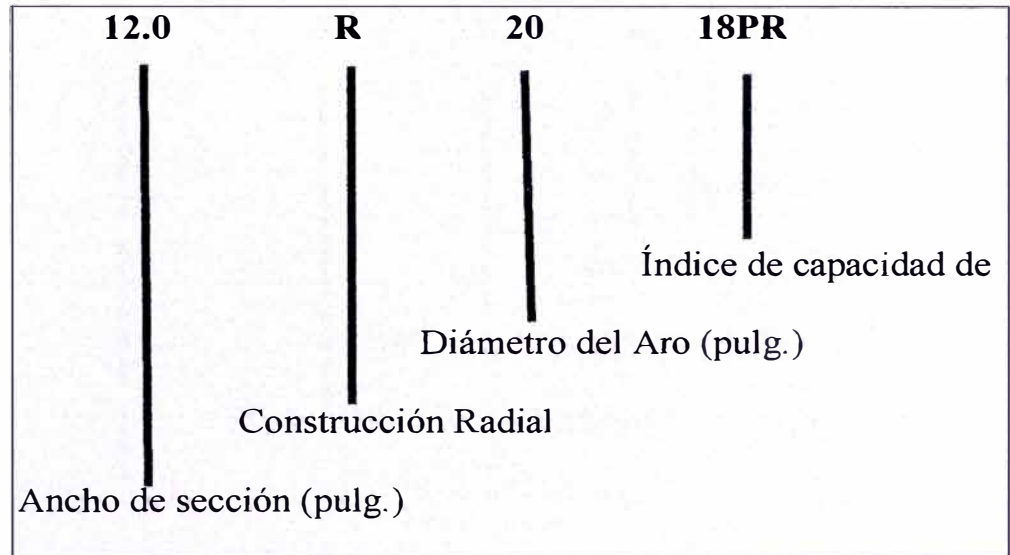 12.0 R 20 18PR
Índice de capacidad de
Diámetro del Aro (pulg.)
Construcción Radial
Ancho de sección (pulg.)